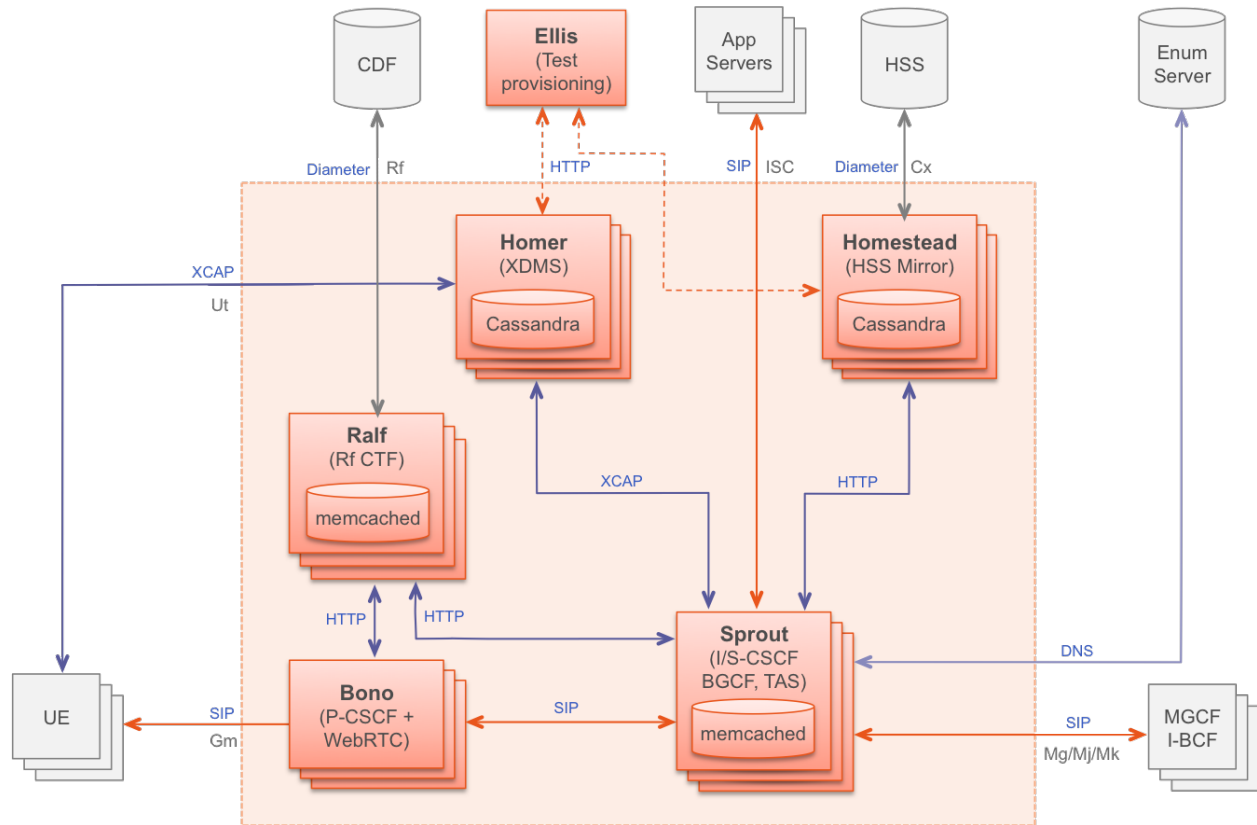 CDF
Ellis
(Test
provisioning)
App
Servers
HSS
Enum
Server
Diameter
Rf
HTTP
SIP
ISC
Diameter
Cx
Homer
(XDMS)
Cassandra
Homestead
(HSS Mirror)
Cassandra
XCAP
Ut
Ralf
(Rf CTF)
memcached
XCAP
HTTP
HTTP
HTTP
Sprout
(I/S-CSCF
BGCF, TAS)
memcached
DNS
Bono
(P-CSCF +
WebRTC)
UE
SIP
Gm
SIP
SIP
Mg/Mj/Mk
MGCF
I-BCF